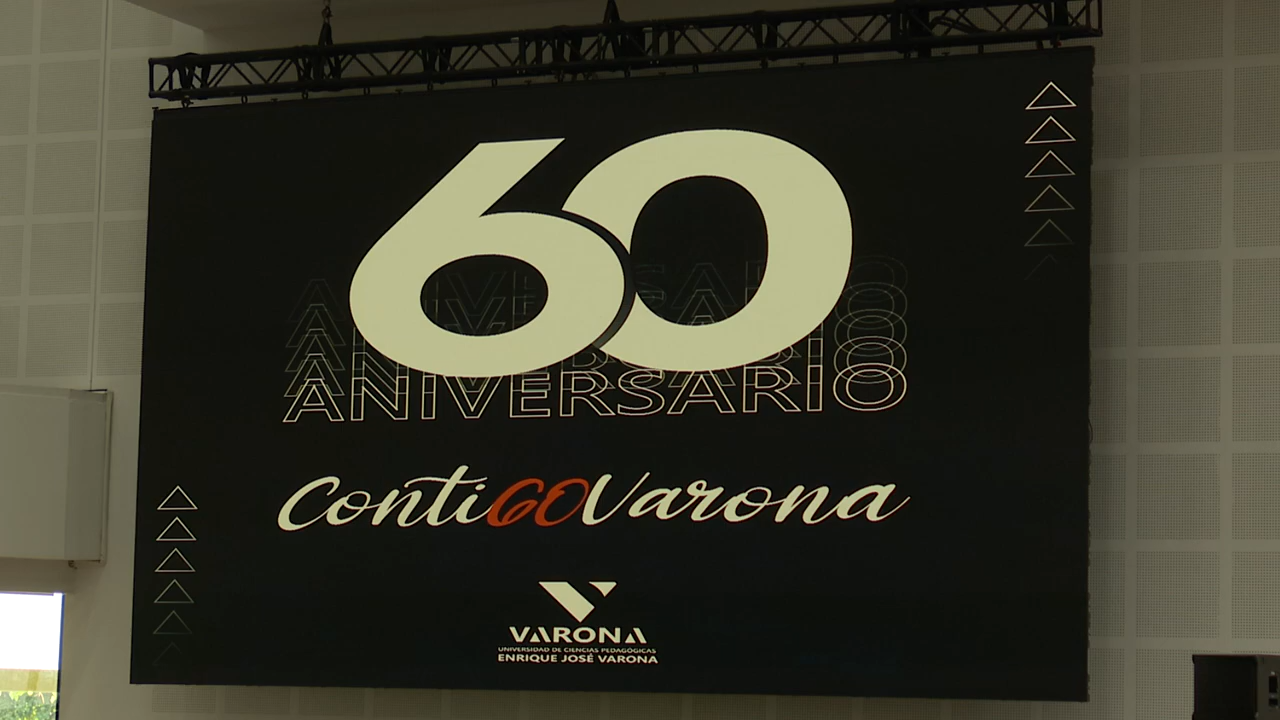 60
ANIVERSARIO
Conti60Varona
VARONA
UNIVERSIDAD DE CIENCIAS PEDAGÓGICAS
ENRIQUE JOSÉ VARONA